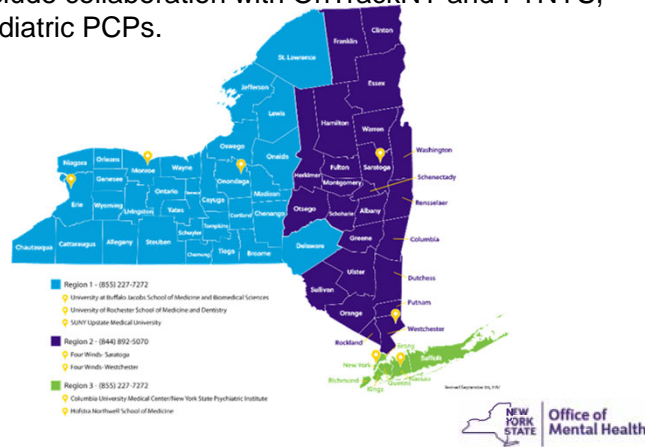 clude collaboration with OnTrackNY and PTNYC,
diatric PCPs.
Clinton
Franklin
St. Lawrence
Essex
Jefferson
Lewis
Hamilton
Warren
Washington
Oswego
Oneida
Herkimer
Fulton
Saratoga
Schenectady
Niagara
Orleans
Monroe
Wayne
Onondaga
Montgomery
Rensselaer
Genesee
Ontario
Cayuga
Madison
Otsego
Schoharie
Albany
Erie
Wyoming
Livingston
Yates
Cortland
Chenango
Columbia
Schuyler
Tompkins
Delaware
Greene
Chautauqua
Cattaraugus
Allegany
Steuben
Chemung
Tioga
Broome
Ulster
Dutchess
Sullivan
Putnam
Orange
Westchester
Rockland
Bronx
New York
Suffolk
Richmond
Kings
Queens
Nassau
Region 1 - (855) 227-7272
University at Buffalo Jacobs School of Medicine and Biomedical Sciences
University of Rochester School of Medicine and Dentistry
SUNY Upstate Medical University
Region 2 - (844) 892-5070
Four Winds- Saratoga
Four Winds- Westchester
Region 3 - (855) 227-7272
Columbia University Medical Center/New York State Psychiatric Institute
Hofstra Northwell School of Medicine
Revised September
NEW
YORK
STATE
Office of
Mental Health